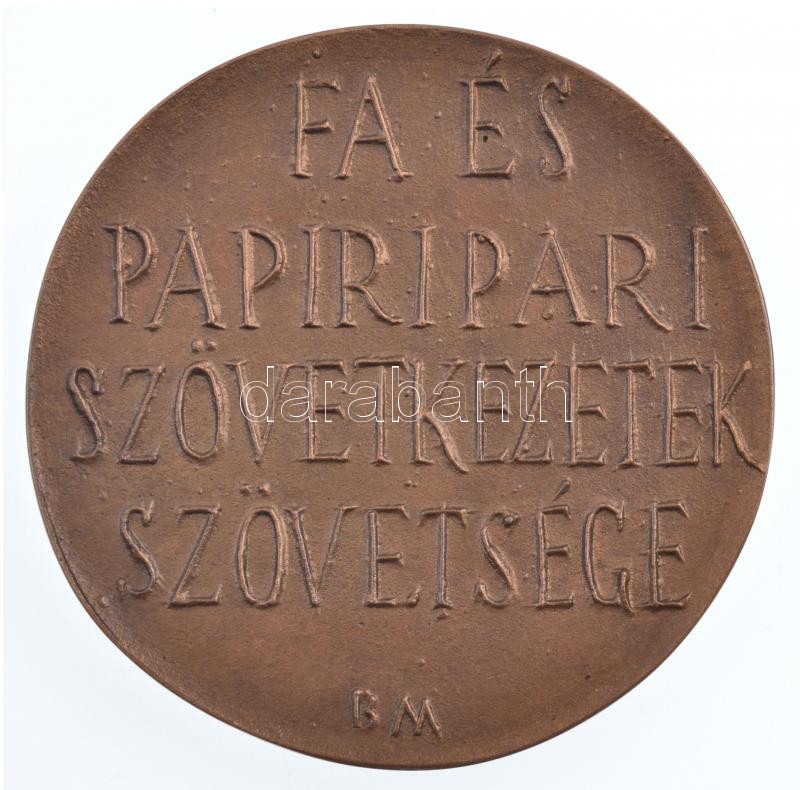 FA ÉS
PAPIRIPARI
SZÖVETKEZETEK
darabanth
SZÖVETSÉGE
BM